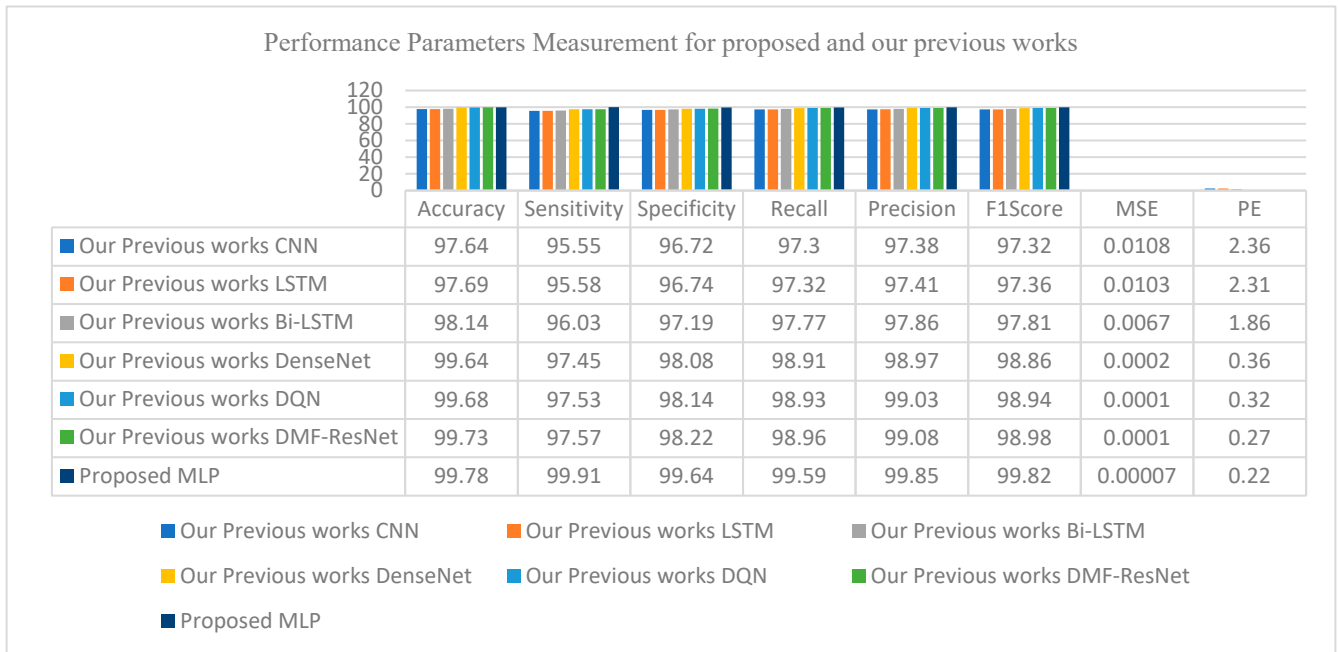 Performance Parameters Measurement for proposed and our previous works
120
100
80
60
40
20
0
Accuracy Sensitivity Specificity Recall Precision F1Score MSE PE
Our Previous works CNN 97.64 95.55 96.72 97.3 97.38 97.32 0.0108 2.36
Our Previous works LSTM 97.69 95.58 96.74 97.32 97.41 97.36 0.0103 2.31
Our Previous works Bi-LSTM 98.14 96.03 97.19 97.77 97.86 97.81 0.0067 1.86
Our Previous works DenseNet 99.64 97.45 98.08 98.91 98.97 98.86 0.0002 0.36
Our Previous works DQN 99.68 97.53 98.14 98.93 99.03 98.94 0.0001 0.32
Our Previous works DMF-ResNet 99.73 97.57 98.22 98.96 99.08 98.98 0.0001 0.27
Proposed MLP 99.78 99.91 99.64 99.59 99.85 99.82 0.00007 0.22
Our Previous works CNN Our Previous works LSTM Our Previous works Bi-LSTM
Our Previous works DenseNet Our Previous works DQN Our Previous works DMF-ResNet
Proposed MLP